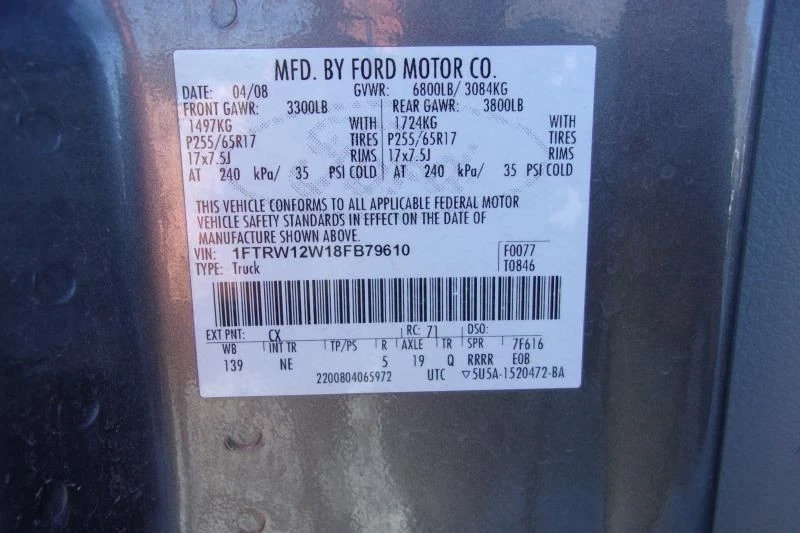 MFD. BY FORD MOTOR CO.
DATE: 04/08 GVWR: 6800LB/ 3084KG
FRONT GAWR: 3300LB REAR GAWR: 3800LB
1497KG WITH 1724KG WITH
P255/65R17 TIRES P255/65R17 TIRES
17x7.5J RIMS 17x7.5J RIMS
AT 240 kPa/ 35 PSI COLD AT 240 kPa/ 35 PSI COLD
THIS VEHICLE CONFORMS TO ALL APPLICABLE FEDERAL MOTOR
VEHICLE SAFETY STANDARDS IN EFFECT ON THE DATE OF
MANUFACTURE SHOWN ABOVE.
VIN: 1FTRW12W18FB79610 F0077
TYPE: Truck T0846
EXT PNT: CX RC: 71 DSO:
WB INT TR TP/PS R AXLE TR SPR 7F616
139 NE 5 19 Q RRRR EOB
2200804065972 UTC ▽5U5A-1520472-BA